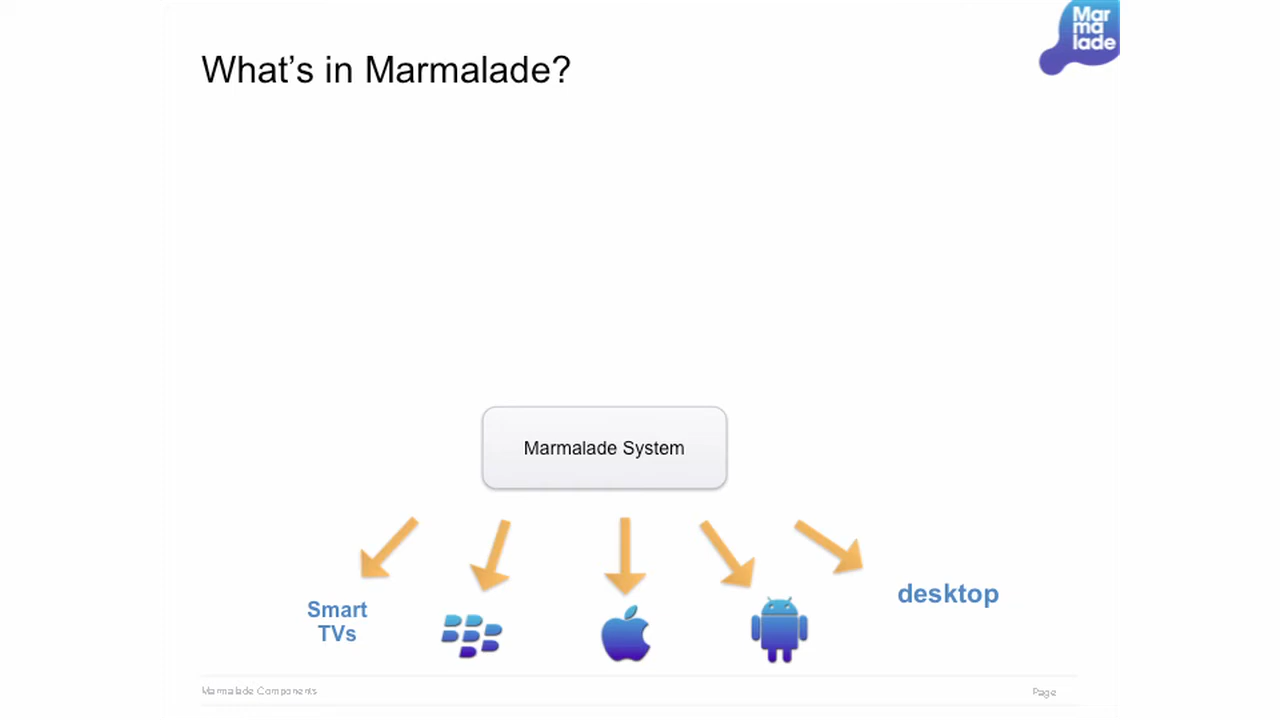 Mar
ma
lade
What's in Marmalade?
Marmalade System
Smart
TVs
desktop
Marmalade Components
Page